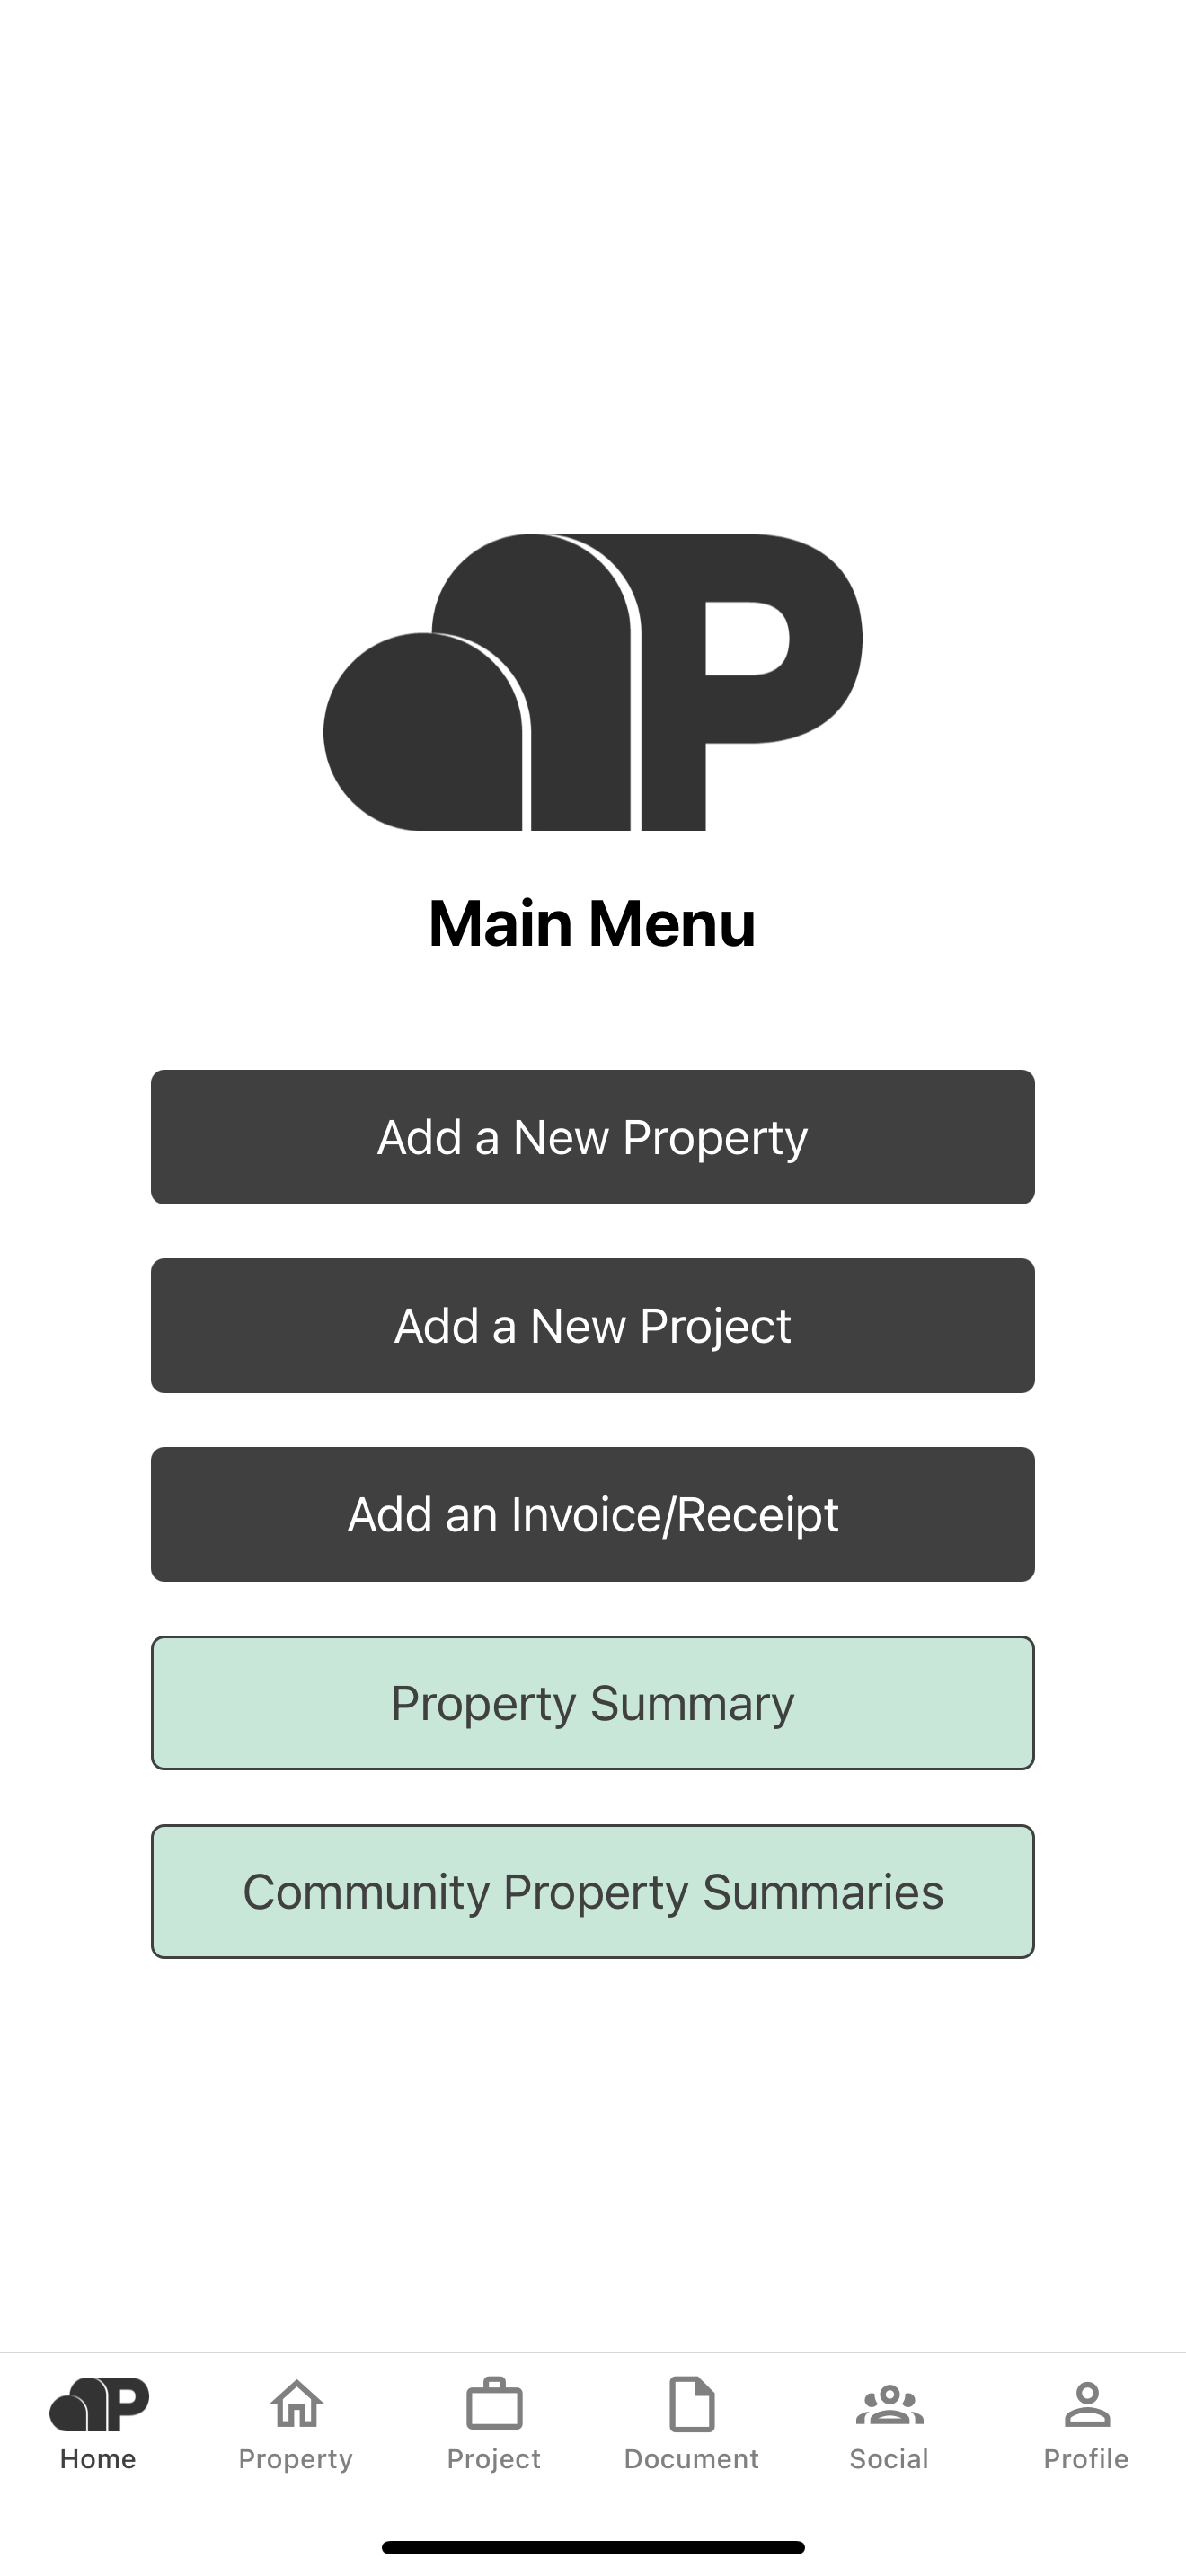 P
Main Menu
Add a New Property
Add a New Project
Add an Invoice/Receipt
Property Summary
Community Property Summaries
P
Home
Property
Project
Document
Social
Profile